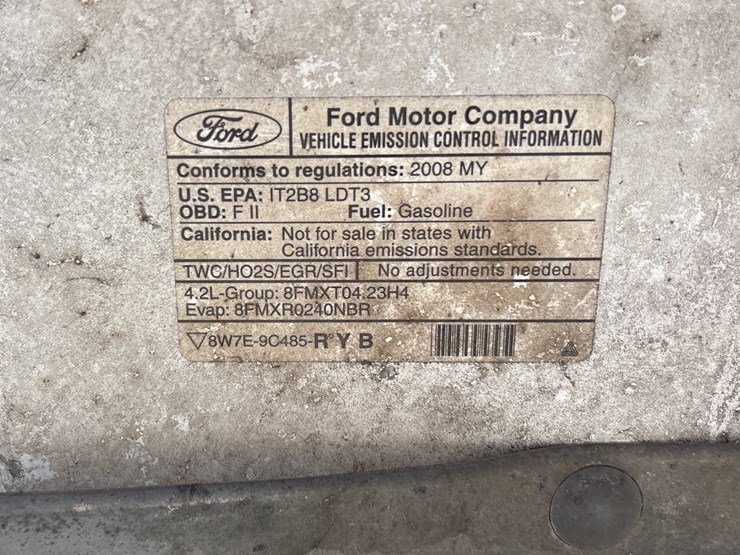 Ford
Ford Motor Company
VEHICLE EMISSION CONTROL INFORMATION
Conforms to regulations: 2008 MY
U.S. EPA: IT2B8 LDT3
OBD: F II Fuel: Gasoline
California: Not for sale in states with
California emissions standards.
TWC/HO2S/EGR/SFI No adjustments needed.
4.2L-Group: 8FMXT04.23H4
Evap: 8FMXR0240NBR
8W7E-9C485-R Y B